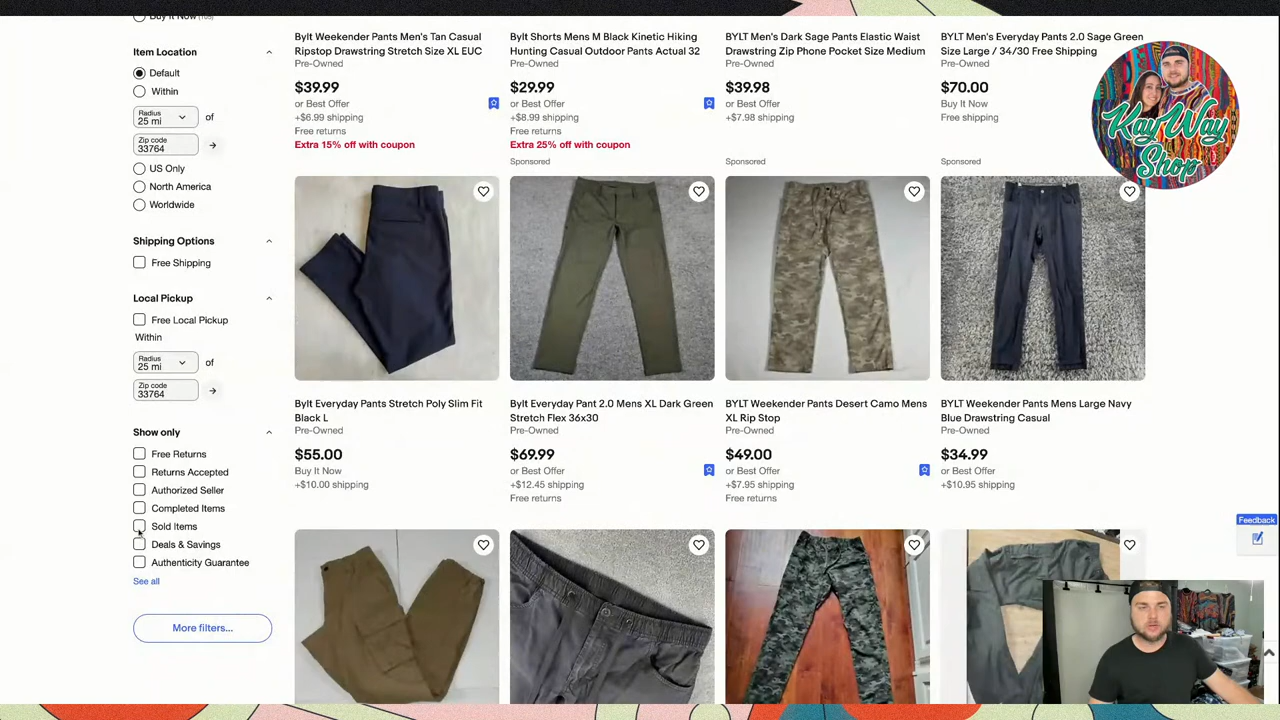 Buy It Now
Item Location
Default
Within
Radius
25 mi
of
Zip code
33764
US Only
North America
Worldwide
Shipping Options
Free Shipping
Local Pickup
Free Local Pickup
Within
Radius
25 mi
of
Zip code
33764
Show only
Free Returns
Returns Accepted
Authorized Seller
Completed Items
Sold Items
Deals & Savings
Authenticity Guarantee
See all
More filters...
Bylt Weekender Pants Men's Tan Casual
Ripstop Drawstring Stretch Size XL EUC
Pre-Owned
$39.99
or Best Offer
+$6.99 shipping
Free returns
Extra 15% off with coupon
Bylt Shorts Mens M Black Kinetic Hiking
Hunting Casual Outdoor Pants Actual 32
Pre-Owned
$29.99
or Best Offer
+$8.99 shipping
Free returns
Extra 25% off with coupon
Sponsored
BYLT Men's Dark Sage Pants Elastic Waist
Drawstring Zip Phone Pocket Size Medium
Pre-Owned
$39.98
or Best Offer
+$7.98 shipping
Sponsored
BYLT Men's Everyday Pants 2.0 Sage Green
Size Large / 34/30 Free Shipping
Pre-Owned
$70.00
Buy It Now
Free shipping
Sponsored
KayWay
Shop
Bylt Everyday Pants Stretch Poly Slim Fit
Black L
Pre-Owned
$55.00
Buy It Now
+$10.00 shipping
Bylt Everyday Pant 2.0 Mens XL Dark Green
Stretch Flex 36x30
Pre-Owned
$69.99
or Best Offer
+$12.45 shipping
Free returns
BYLT Weekender Pants Desert Camo Mens
XL Rip Stop
Pre-Owned
$49.00
or Best Offer
+$7.95 shipping
Free returns
BYLT Weekender Pants Mens Large Navy
Blue Drawstring Casual
Pre-Owned
$34.99
or Best Offer
+$10.95 shipping
Feedback